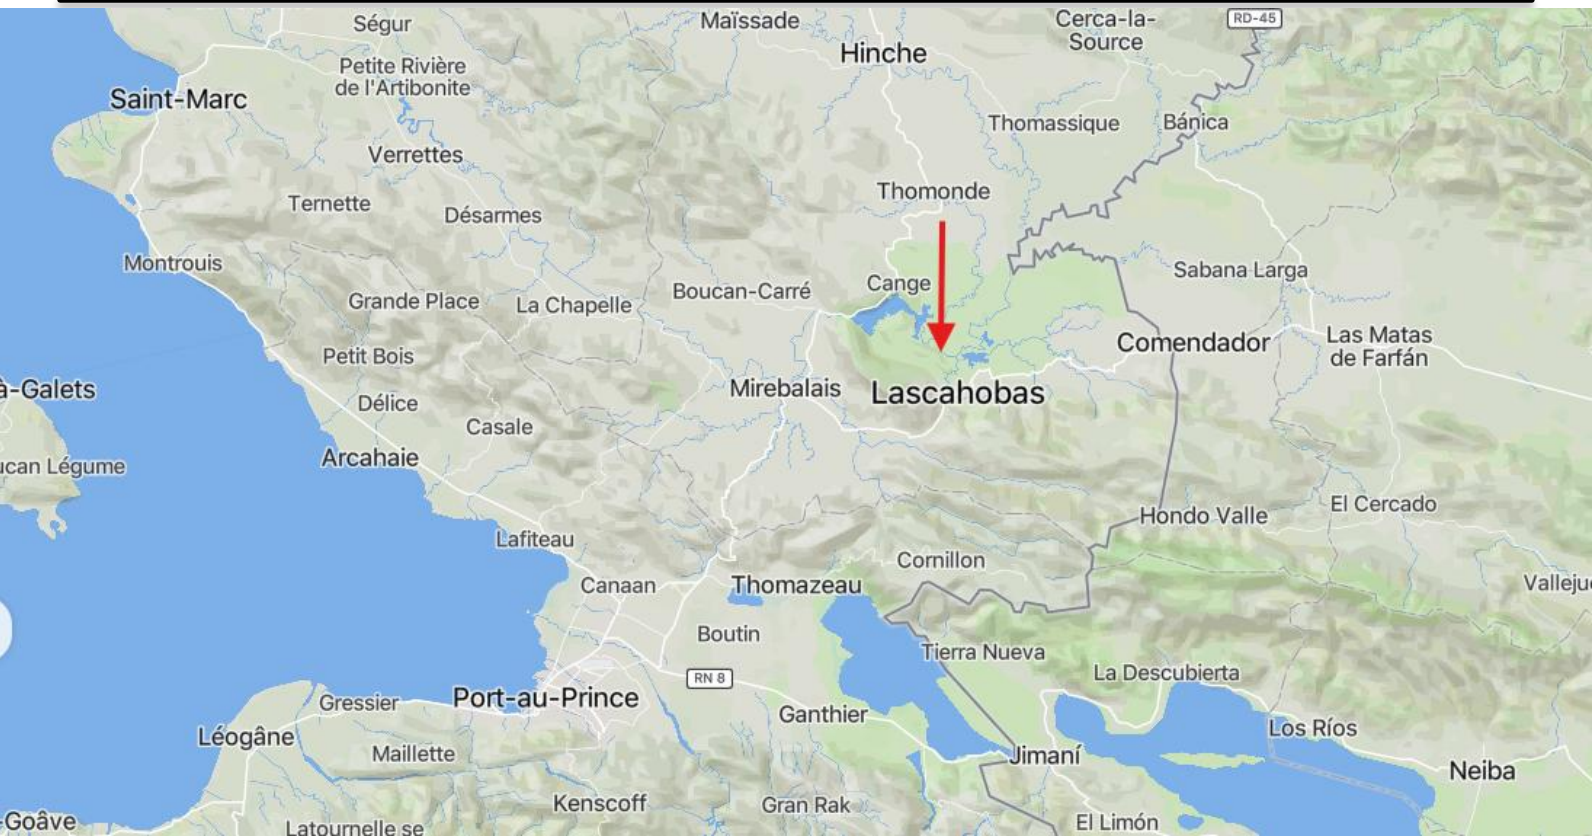 Ségur
Maïssade
Cerca-la-
Source
RD-45
Hinche
Petite Rivière
de l'Artibonite
Saint-Marc
Thomassique
Bánica
Verrettes
Thomonde
Ternette
Désarmes
Montrouis
Sabana Larga
Cange
Boucan-Carré
Grande Place
La Chapelle
Comendador
Las Matas
de Farfán
Petit Bois
à-Galets
Mirebalais
Lascahobas
Délice
Casale
Arcahaie
ucan Légume
El Cercado
Hondo Valle
Lafiteau
Cornillon
Canaan
Thomazeau
Valleju
Boutin
Tierra Nueva
La Descubierta
RN 8
Port-au-Prince
Gressier
Ganthier
Los Ríos
Léogâne
Maillette
Jimaní
Neiba
Kenscoff
Gran Rak
-Goâve
El Limón
Latournelle se